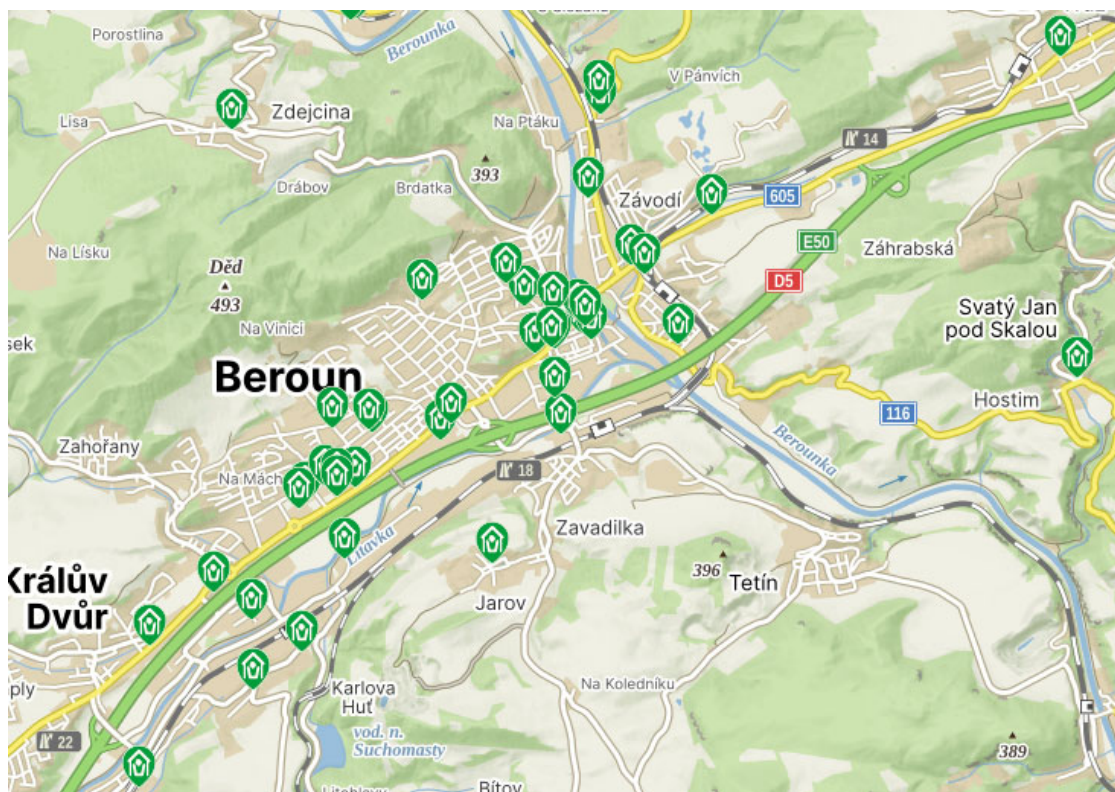 Porostlina
Berounka
V Pánvích
Lisa
Zdejcina
Na Ptáku
14
Drábov
Brdatka
393
Závodí
605
E50
Na Lísku
Děd
493
D5
Záhrabská
Na Vinici
Svatý Jan
pod Skalou
sek
Beroun
Hostim
116
Zahořany
Na Mách
18
Berounka
Litavka
Zavadilka
396
Tetín
Králův
Dvůr
Jarov
Na Koledníku
Karlova
Huť
vod. n.
Suchomasty
22
389
Bítov